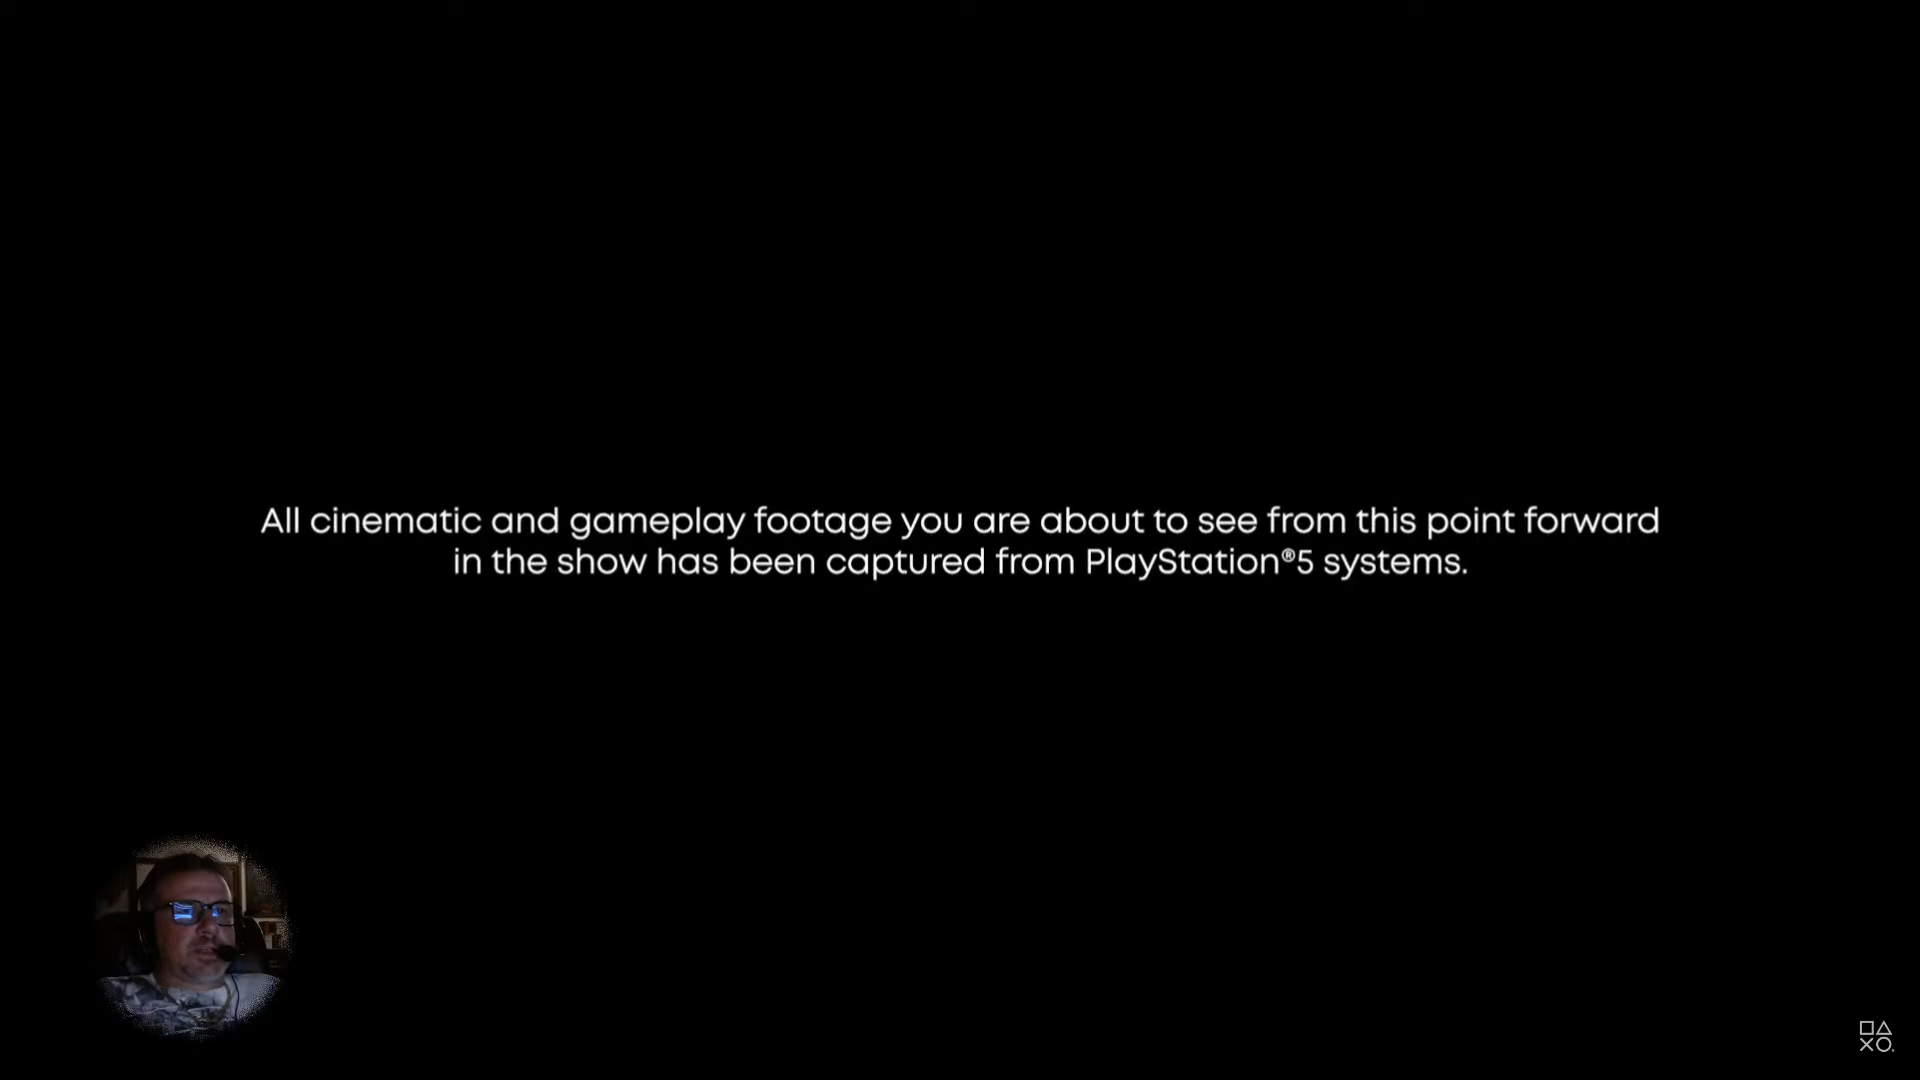 All cinematic and gameplay footage you are about to see from this point forward
in the show has been captured from PlayStation®5 systems.